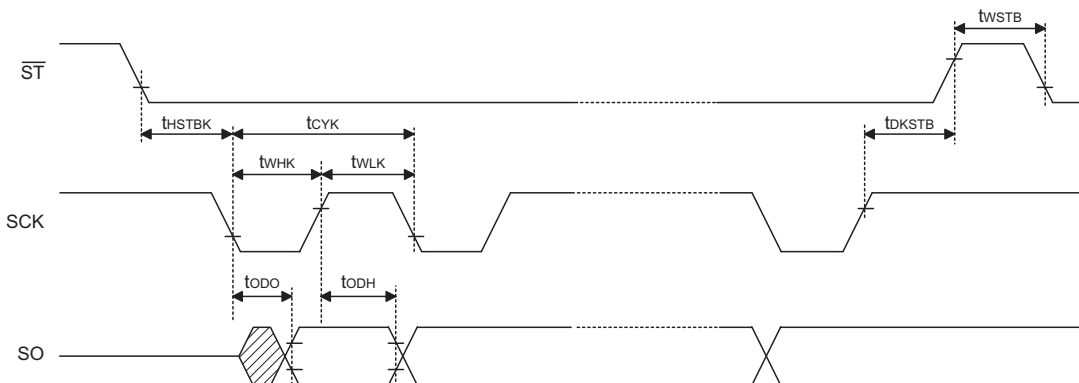 tWSTB
ST
tHSTBK tCYK tDKSTB
tWHK tWLK
SCK
tODO tODH
SO